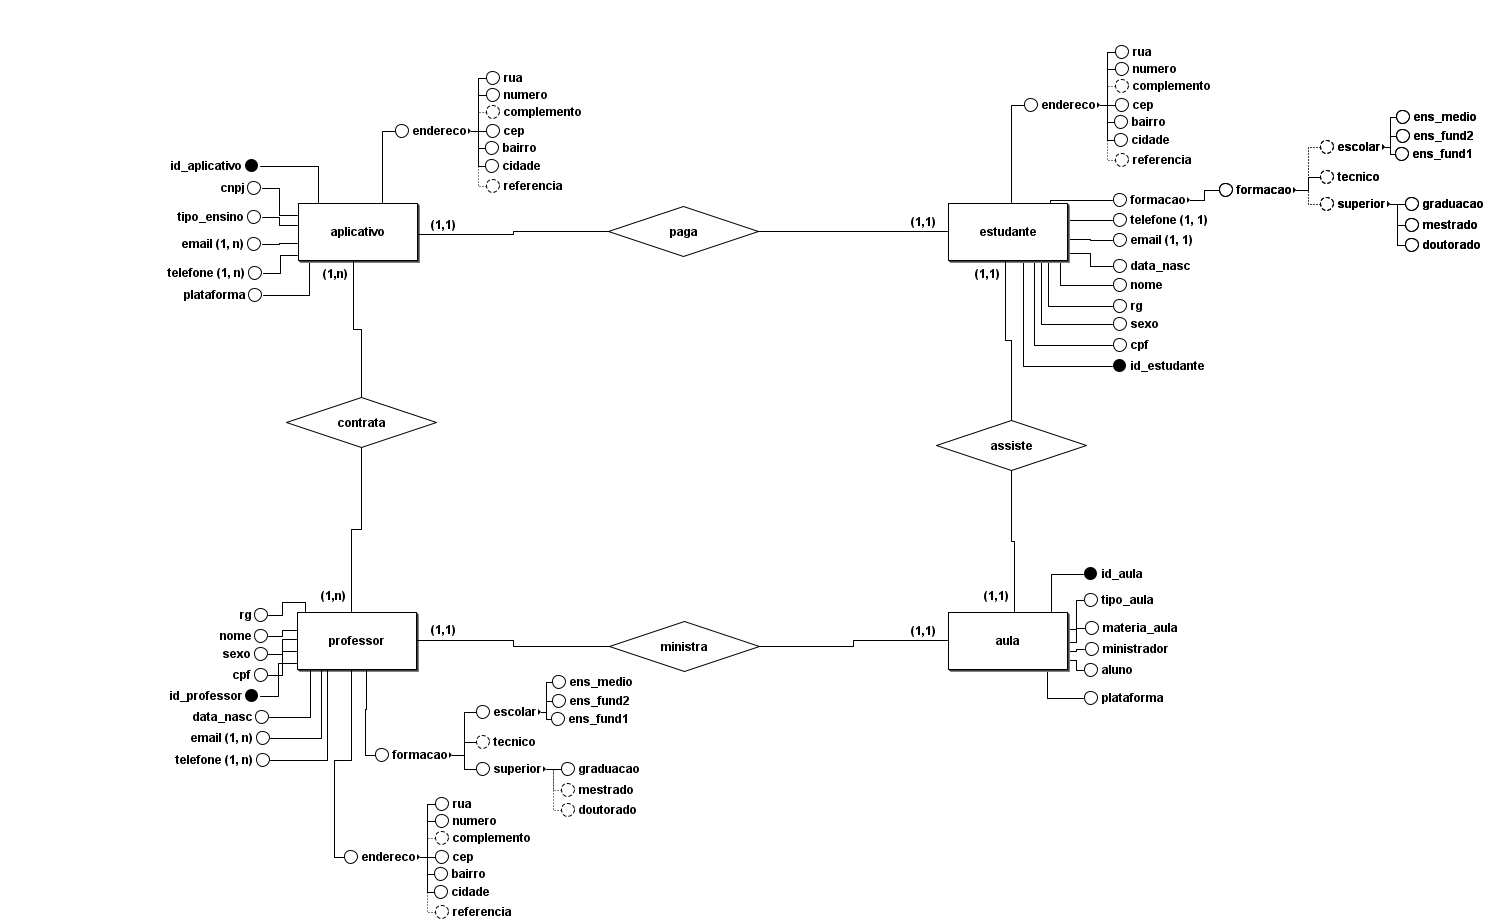 rua
numero
complemento
endereco
cep
bairro
cidade
referencia
id_aplicativo
cnpj
tipo_ensino
email (1, n)
telefone (1, n)
plataforma
aplicativo
(1,1)
(1,n)
paga
(1,1)
estudante
(1,1)
rua
numero
complemento
endereco
cep
bairro
cidade
referencia
formacao
formacao
escolar
ens_medio
ens_fund2
ens_fund1
tecnico
superior
graduacao
mestrado
doutorado
telefone (1, 1)
email (1, 1)
data_nasc
nome
rg
sexo
cpf
id_estudante
contrata
assiste
(1,n)
professor
(1,1)
rg
nome
sexo
cpf
id_professor
data_nasc
email (1, n)
telefone (1, n)
ministra
(1,1)
(1,1)
aula
id_aula
tipo_aula
materia_aula
ministrador
aluno
plataforma
formacao
escolar
ens_medio
ens_fund2
ens_fund1
tecnico
superior
graduacao
mestrado
doutorado
endereco
rua
numero
complemento
cep
bairro
cidade
referencia